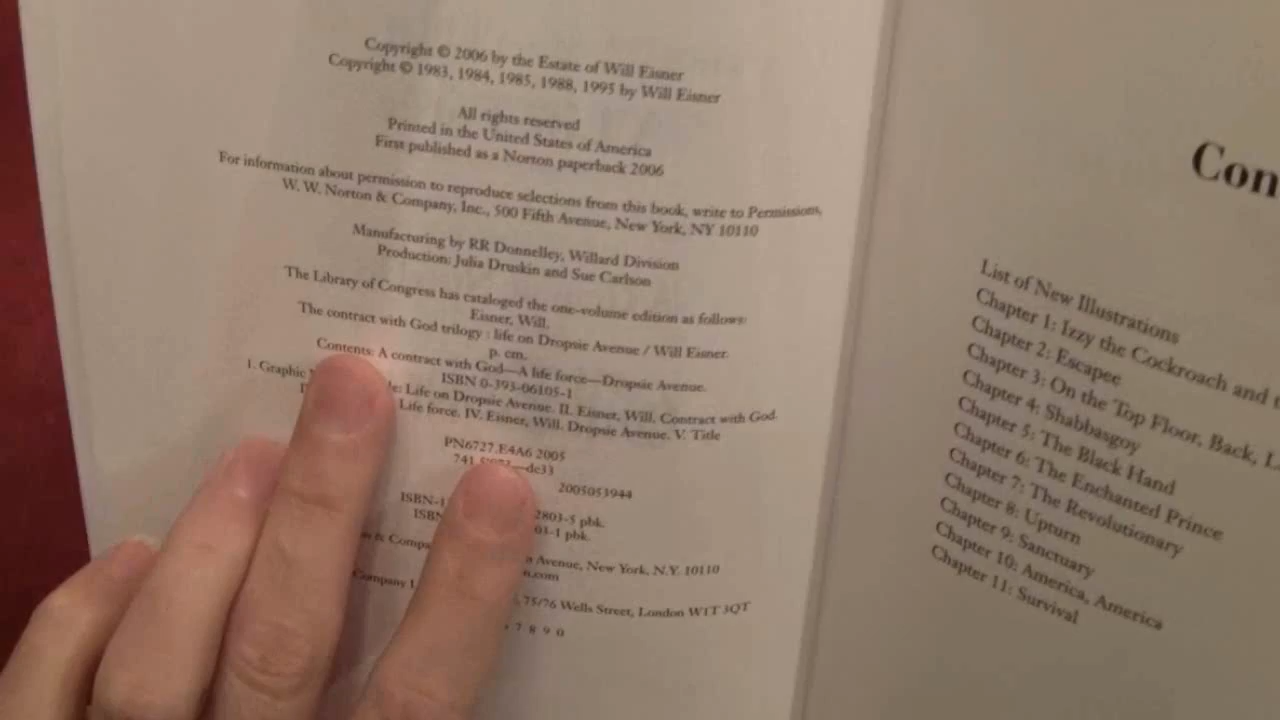 Copyright © 2006 by the Estate of Will Eisner
Copyright © 1983, 1984, 1985, 1988, 1995 by Will Eisner
All rights reserved
Printed in the United States of America
First published as a Norton paperback 2006
For information about permission to reproduce selections from this book, write to Permissions,
W. W. Norton & Company, Inc., 500 Fifth Avenue, New York, NY 10110
Manufacturing by RR Donnelley, Willard Division
Production: Julia Druskin and Sue Carlson
The Library of Congress has cataloged the one-volume edition as follows:
Eisner, Will.
The contract with God trilogy : life on Dropsie Avenue / Will Eisner.
p. cm.
Contents: A contract with God—A life force—Dropsie Avenue.
ISBN 0-393-06105-1
1. Graphic Life on Dropsie Avenue. II. Eisner, Will. Contract with God.
Life force. IV. Eisner, Will. Dropsie Avenue. V. Title
PN6727.E4A6 2005
741. —dc33
2005053944
2803-5 pbk.
03-1 pbk.
Avenue, New York, N.Y. 10110
Company 75/76 Wells Street, London W1T 3QT
7 8 9 0
Con
List of New Illustrations
Chapter 1: Izzy the Cockroach and
Chapter 2: Escapee
Chapter 3: On the Top Floor, Back,
Chapter 4: Shabbasgoy
Chapter 5: The Black Hand
Chapter 6: The Enchanted Prince
Chapter 7: The Revolutionary
Chapter 8: Upturn
Chapter 9: Sanctuary
Chapter 10: America, America
Chapter 11: Survival